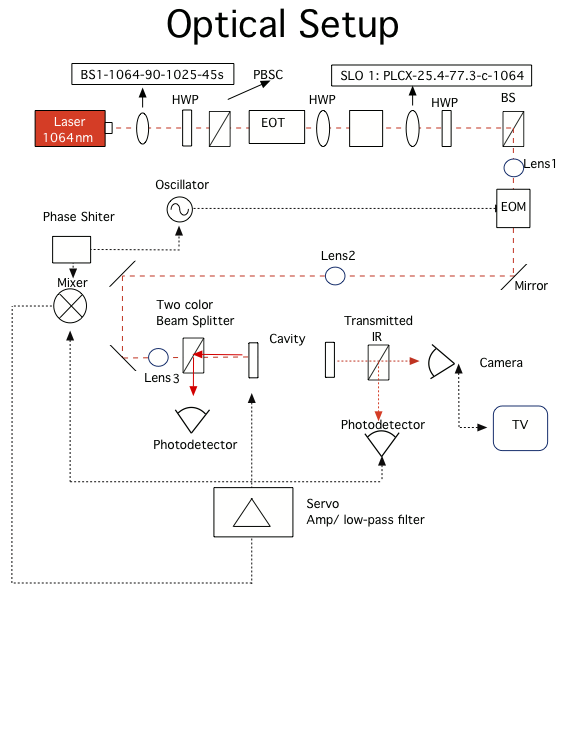 Optical Setup
BS1-1064-90-1025-45s
PBSC
SLO 1: PLCX-25.4-77.3-c-1064
HWP
HWP
HWP
BS
Laser
1064nm
EOT
Lens1
Oscillator
EOM
Phase Shiter
Lens2
Mixer
Mirror
Two color
Beam Splitter
Cavity
Transmitted
IR
Camera
Lens3
Photodetector
Photodetector
TV
Servo
Amp/ low-pass filter